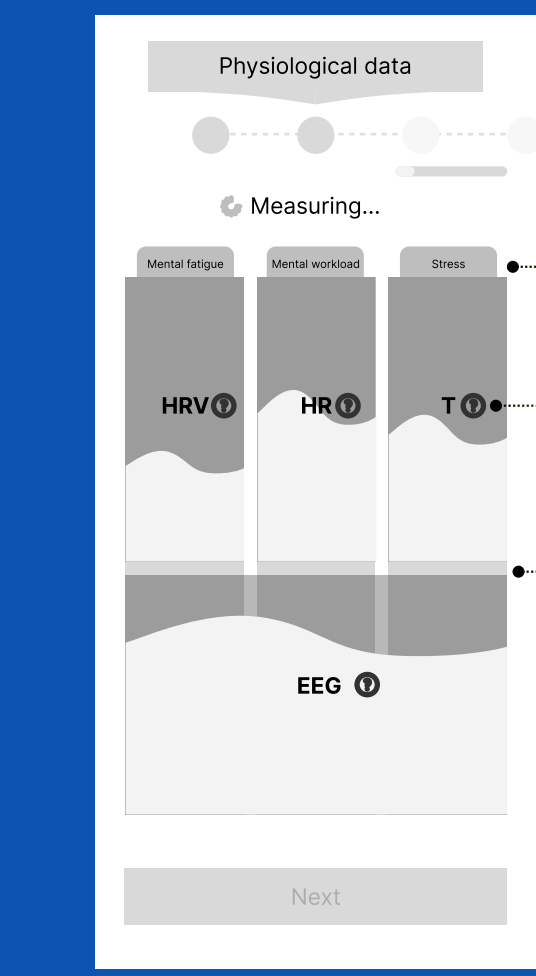 Physiological data
Measuring...
Mental fatigue
Mental workload
Stress
HRV
HR
T
EEG
Next